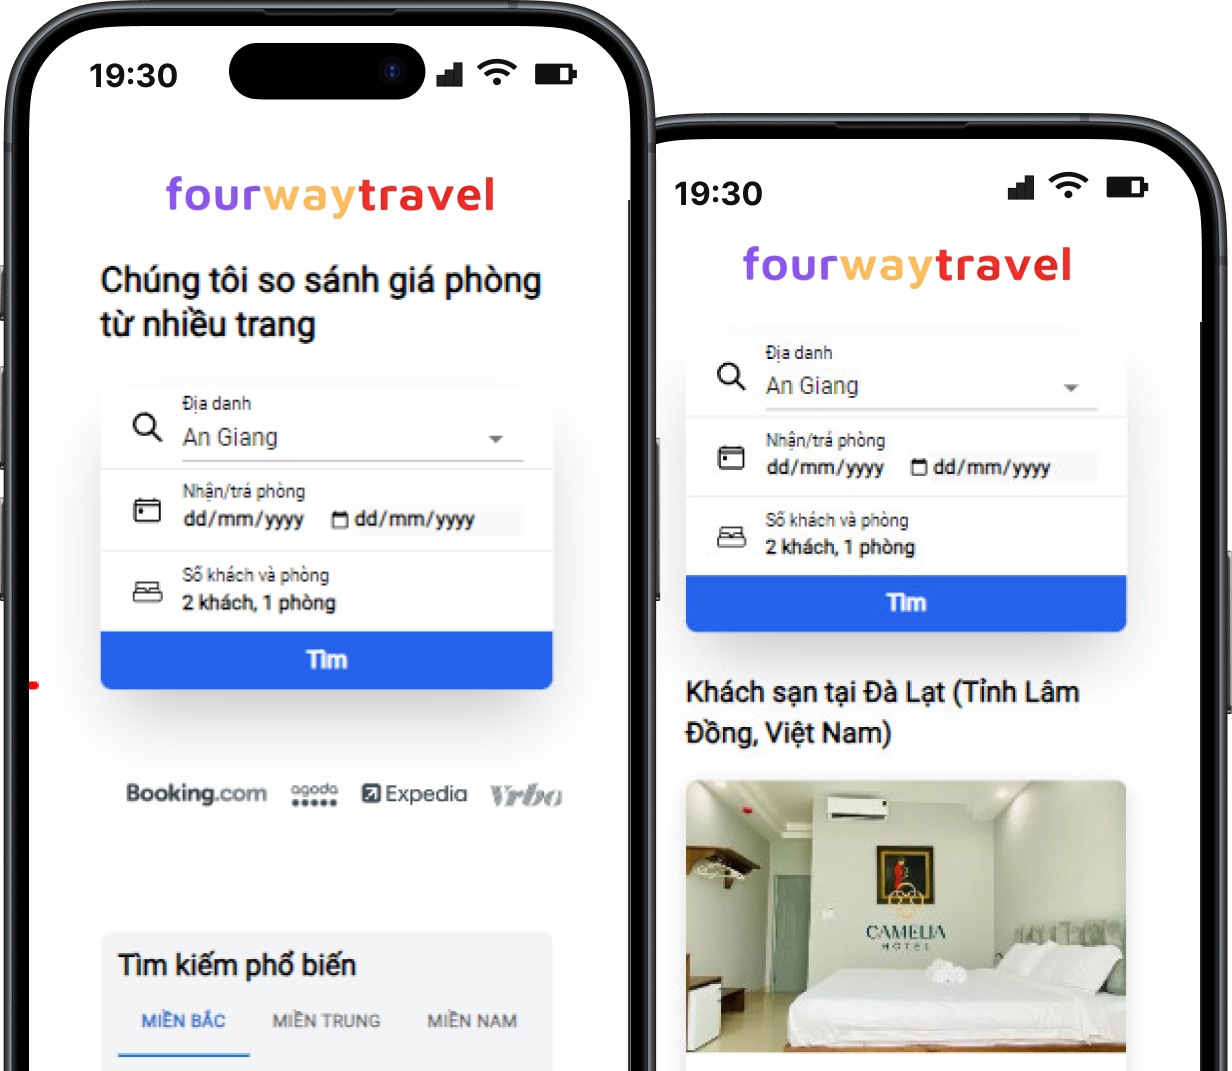 19:30
fourwaytravel
Chúng tôi so sánh giá phòng
từ nhiều trang
Địa danh
An Giang
Nhận/trả phòng
dd/mm/yyyy dd/mm/yyyy
Số khách và phòng
2 khách, 1 phòng
Tìm
Booking.com agoda Expedia Vrbo
Tìm kiếm phổ biến
MIỀN BẮC MIỀN TRUNG MIỀN NAM
19:30
fourwaytravel
Địa danh
An Giang
Nhận/trả phòng
dd/mm/yyyy dd/mm/yyyy
Số khách và phòng
2 khách, 1 phòng
Tìm
Khách sạn tại Đà Lạt (Tỉnh Lâm
Đồng, Việt Nam)
CAMELIA
HOTEL